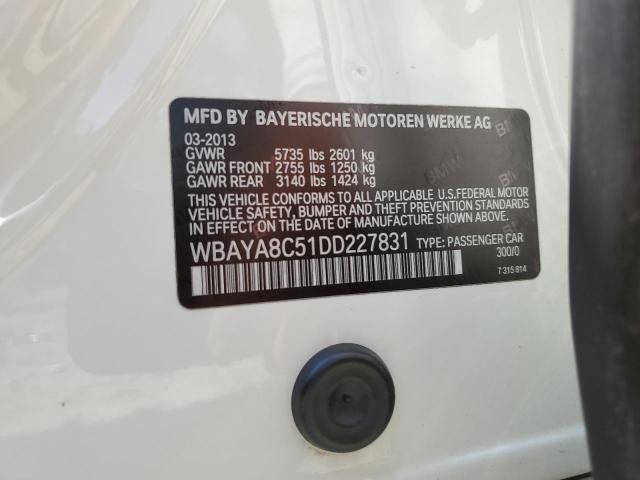 MFD BY BAYERISCHE MOTOREN WERKE AG
03-2013
GVWR 5735 lbs 2601 kg
GAWR FRONT 2755 lbs 1250 kg
GAWR REAR 3140 lbs 1424 kg
THIS VEHICLE CONFORMS TO ALL APPLICABLE U.S.FEDERAL MOTOR
VEHICLE SAFETY, BUMPER AND THEFT PREVENTION STANDARDS
IN EFFECT ON THE DATE OF MANUFACTURE SHOWN ABOVE.
WBAYA8C51DD227831 TYPE: PASSENGER CAR
300/0
7 315 814